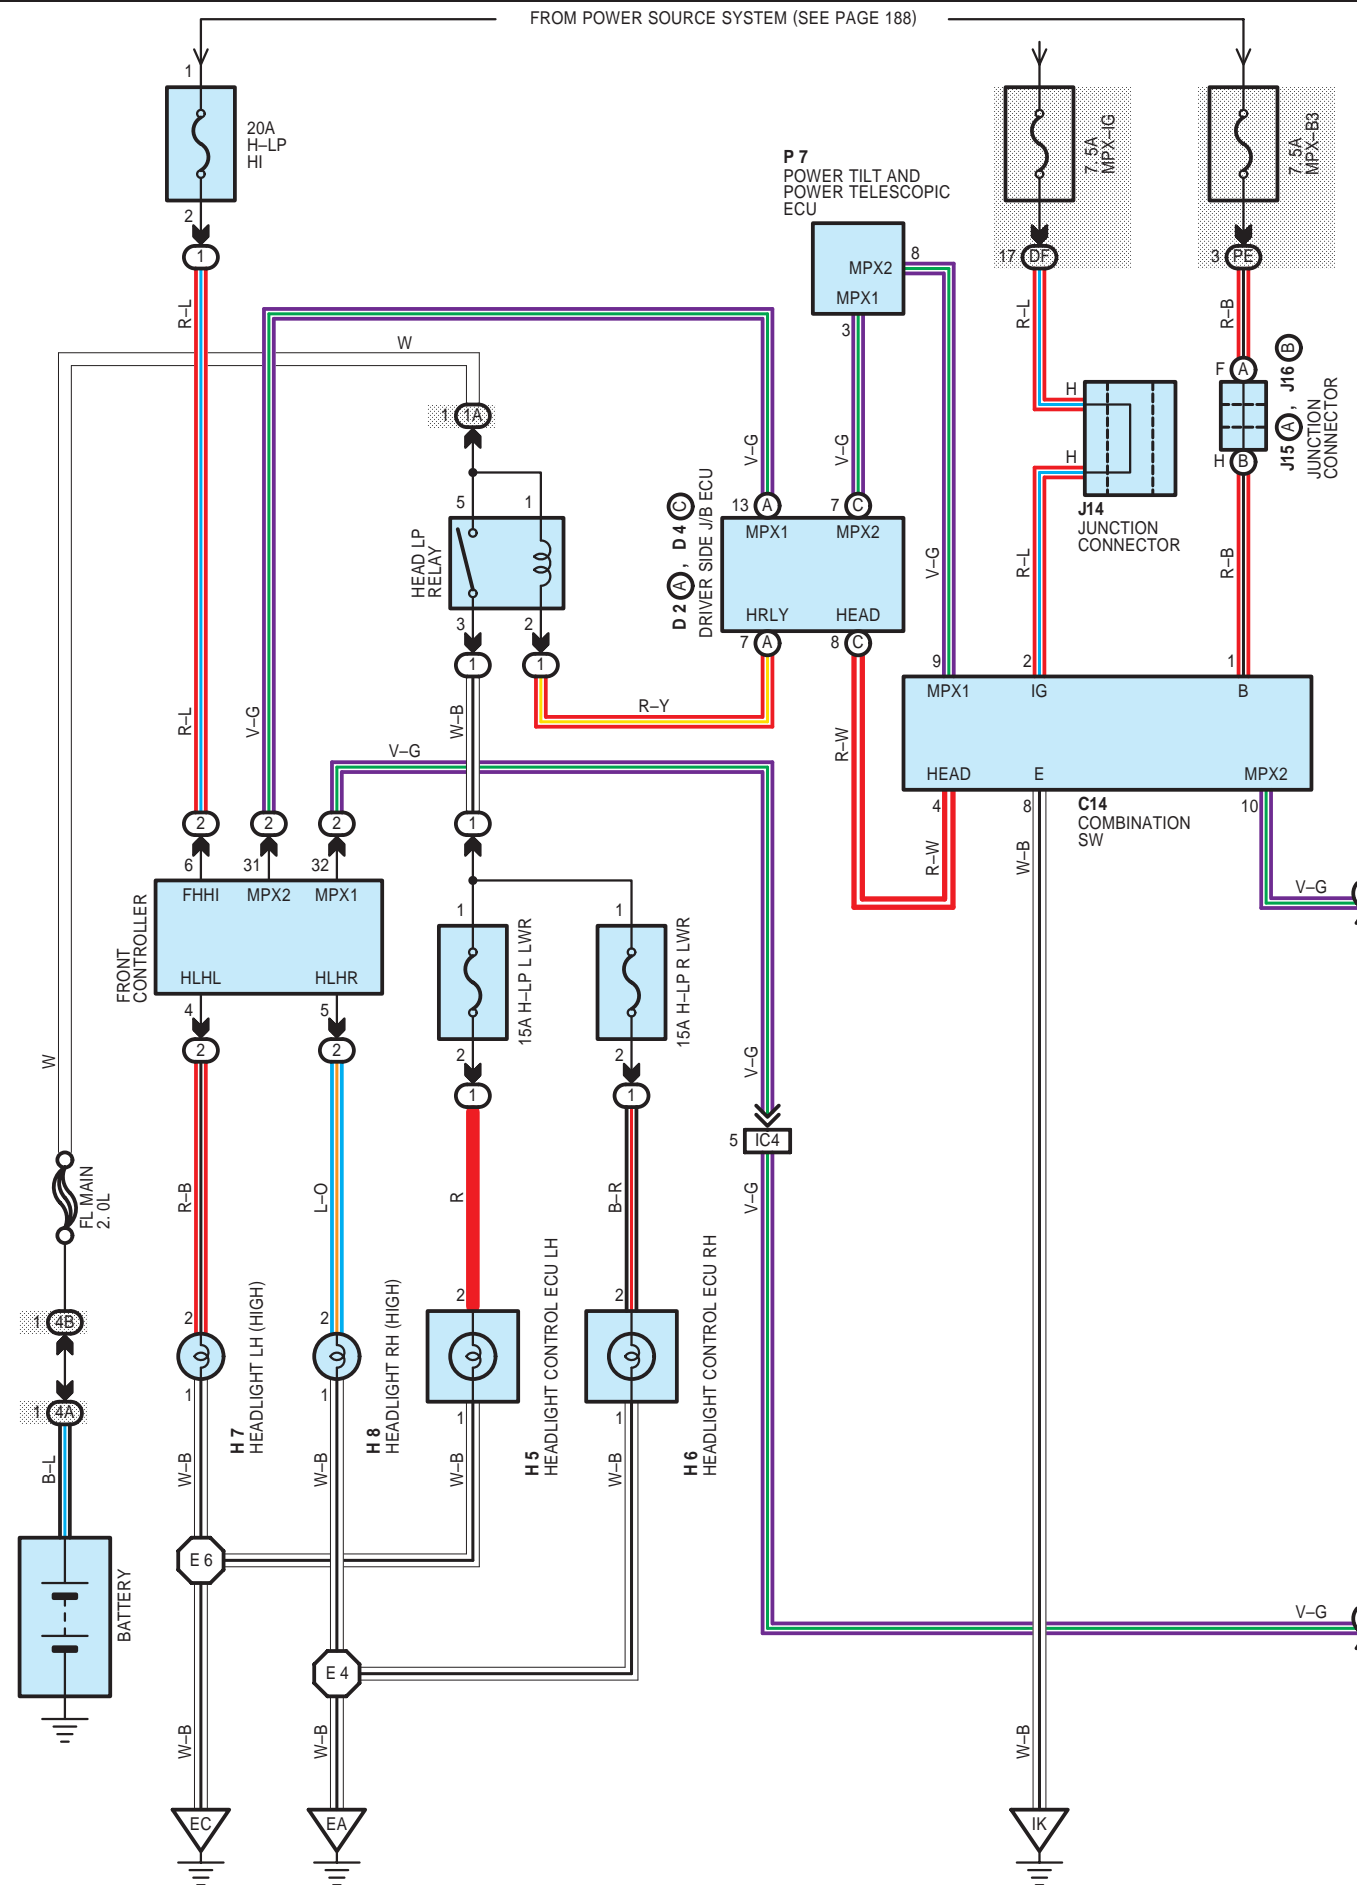 FROM POWER SOURCE SYSTEM (SEE PAGE 188)
1
20A
H–LP
HI
2
1
R–L
W
P 7
POWER TILT AND
POWER TELESCOPIC
ECU
MPX2
8
MPX1
3
7. 5A
MPX–IG
7. 5A
MPX–B3
17
DF
3
PE
R–L
R–B
F
A
J15 A , J16 B
JUNCTION
CONNECTOR
H
B
H
H
J14
JUNCTION
CONNECTOR
1
1A
5
1
HEAD LP
RELAY
3
2
1
1
V–G
V–G
13
A
7
C
MPX1
MPX2
D 2 A , D 4 C
DRIVER SIDE J/B ECU
HRLY
HEAD
7
A
8
C
V–G
R–L
R–B
9
2
1
MPX1
IG
B
HEAD
E
MPX2
4
8
10
C14
COMBINATION
SW
R–Y
R–W
R–W
W–B
V–G
R–L
V–G
W–B
V–G
2
2
2
1
6
31
32
FHHI
MPX2
MPX1
FRONT
CONTROLLER
HLHL
HLHR
4
5
2
2
1
15A H–LP L LWR
2
1
1
15A H–LP R LWR
2
1
V–G
5
IC4
V–G
W
FL MAIN
2. 0L
R–B
L–O
R
B–R
1
4B
1
4A
B–L
BATTERY
2
2
2
2
H 7
HEADLIGHT LH (HIGH)
H 8
HEADLIGHT RH (HIGH)
H 5
HEADLIGHT CONTROL ECU LH
H 6
HEADLIGHT CONTROL ECU RH
1
1
1
1
W–B
W–B
W–B
W–B
E 6
E 4
V–G
W–B
W–B
W–B
EC
EA
IK